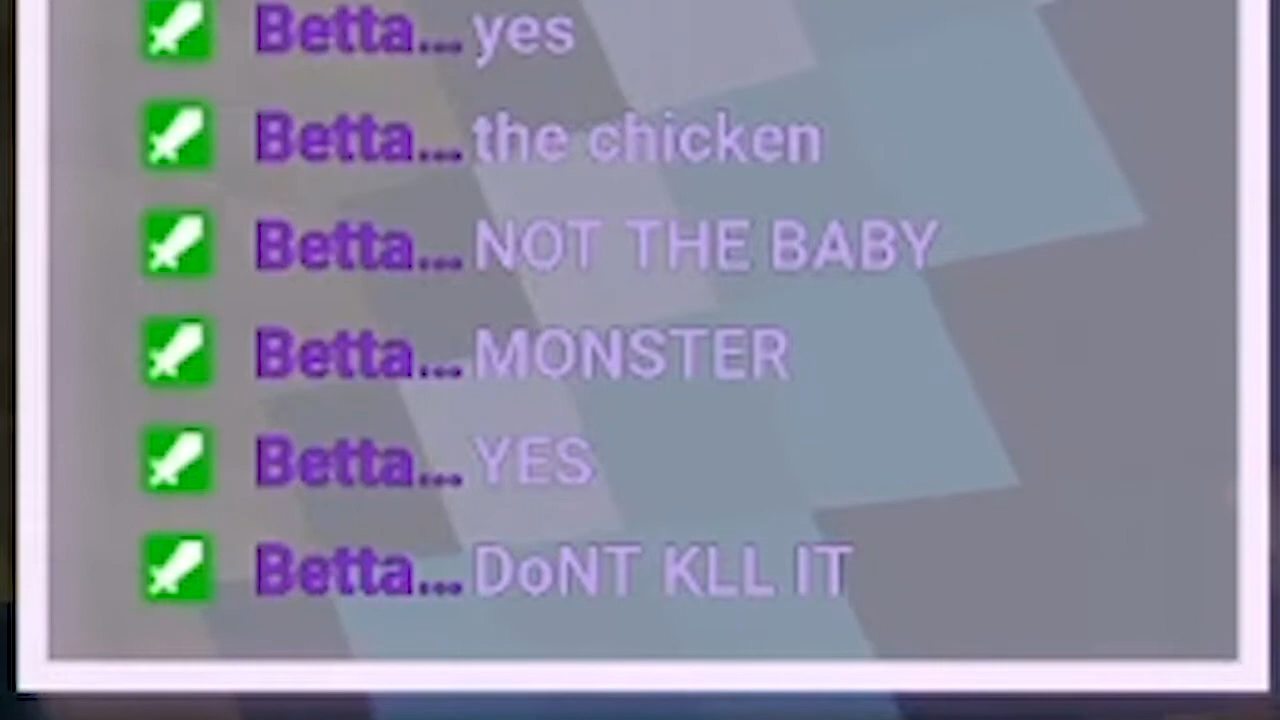 Betta... yes
Betta... the chicken
Betta... NOT THE BABY
Betta... MONSTER
Betta... YES
Betta... DoNT KLL IT